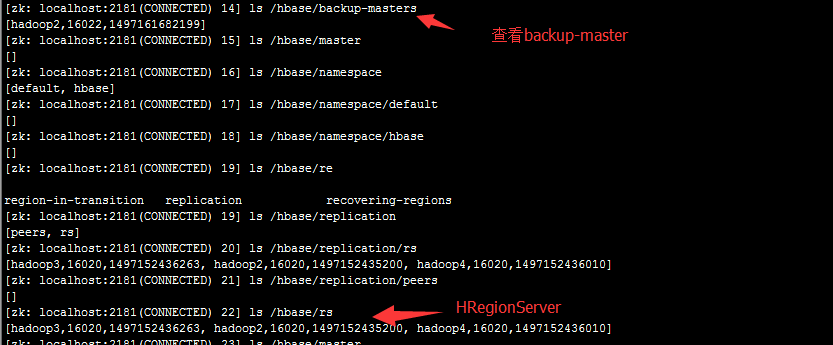 [zk: localhost:2181(CONNECTED) 14] ls /hbase/backup-masters
[hadoop2,16022,1497161682199]
查看backup-master
[zk: localhost:2181(CONNECTED) 15] ls /hbase/master
[]
[zk: localhost:2181(CONNECTED) 16] ls /hbase/namespace
[default, hbase]
[zk: localhost:2181(CONNECTED) 17] ls /hbase/namespace/default
[]
[zk: localhost:2181(CONNECTED) 18] ls /hbase/namespace/hbase
[]
[zk: localhost:2181(CONNECTED) 19] ls /hbase/re
region-in-transition replication recovering-regions
[zk: localhost:2181(CONNECTED) 19] ls /hbase/replication
[peers, rs]
[zk: localhost:2181(CONNECTED) 20] ls /hbase/replication/rs
[hadoop3,16020,1497152436263, hadoop2,16020,1497152435200, hadoop4,16020,1497152436010]
[zk: localhost:2181(CONNECTED) 21] ls /hbase/replication/peers
[]
[zk: localhost:2181(CONNECTED) 22] ls /hbase/rs
HRegionServer
[hadoop3,16020,1497152436263, hadoop2,16020,1497152435200, hadoop4,16020,1497152436010]
[zk: localhost:2181(CONNECTED) 23] ls /hbase/master